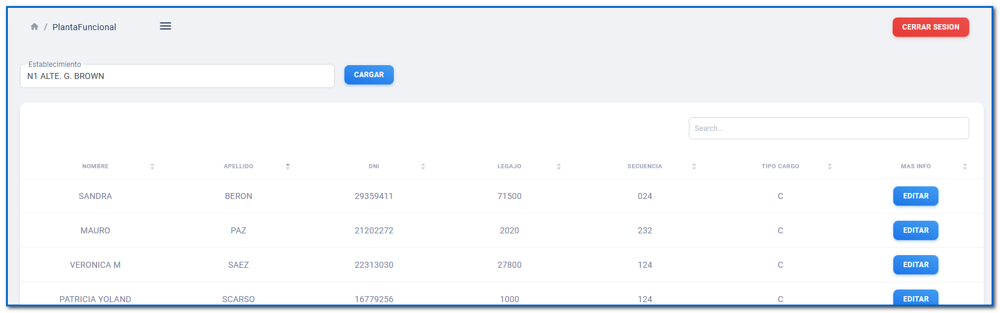 / PlantaFuncional
CERRAR SESION
Establecimiento
N1 ALTE. G. BROWN
CARGAR
Search...
NOMBRE APELLIDO DNI LEGAJO SECUENCIA TIPO CARGO MAS INFO
SANDRA BERON 29359411 71500 024 C EDITAR
MAURO PAZ 21202272 2020 232 C EDITAR
VERONICA M SAEZ 22313030 27800 124 C EDITAR
PATRICIA YOLAND SCARSO 16779256 1000 124 C EDITAR